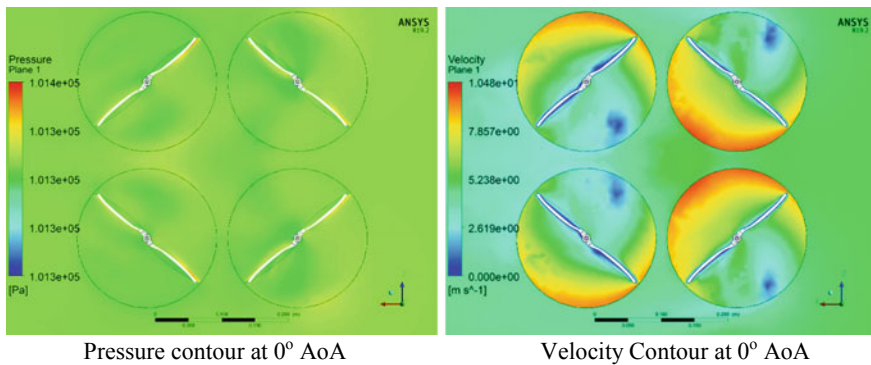 ANSYS
R19.2
Pressure
Plane 1
1.014e+05
1.013e+05
1.013e+05
1.013e+05
1.013e+05
[Pa]
ANSYS
R19.2
Velocity
Plane 1
1.048e+01
7.857e+00
5.238e+00
2.619e+00
0.000e+00
[m s^-1]
Pressure contour at 0° AoA
Velocity Contour at 0° AoA